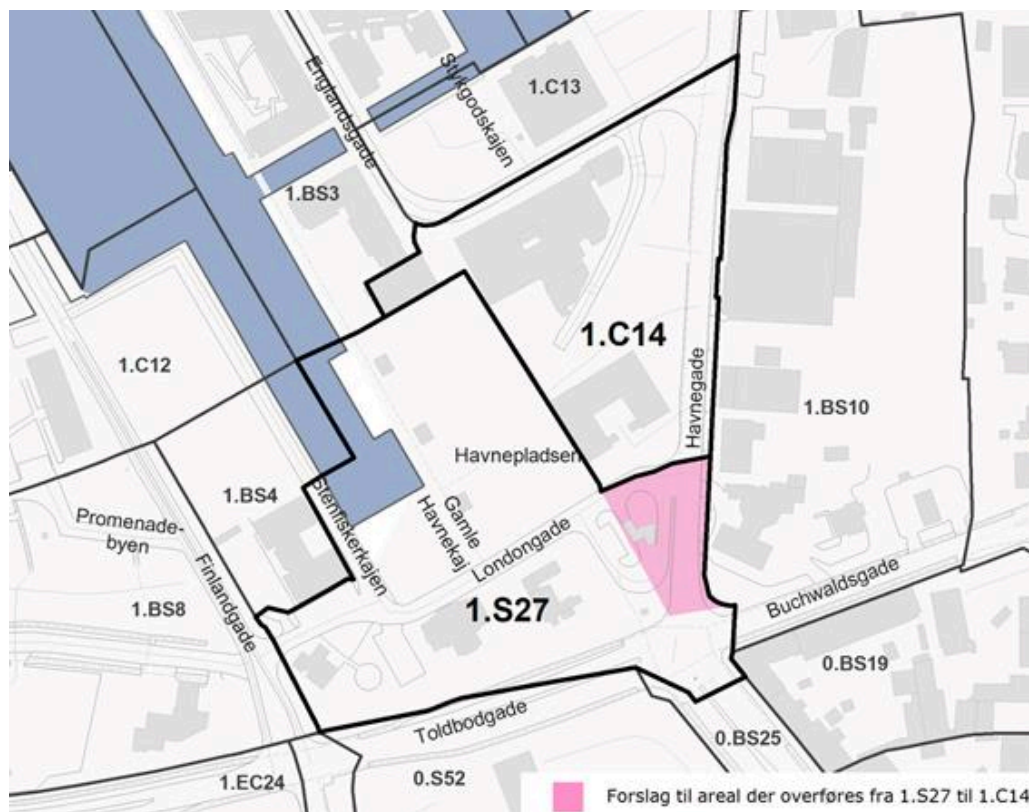 Englandsgade
Stykgodskajen
1.C13
1.BS3
1.C12
1.C14
Havnegade
1.BS10
Havnepladsen
1.BS4
Stenfiskerkajen
Gamle
Havnekaj
Promenade-
byen
Londongade
Finlandgade
1.BS8
1.S27
Buchwaldsgade
0.BS19
Toldbodgade
0.BS25
1.EC24
0.S52
Forslag til areal der overføres fra 1.S27 til 1.C14